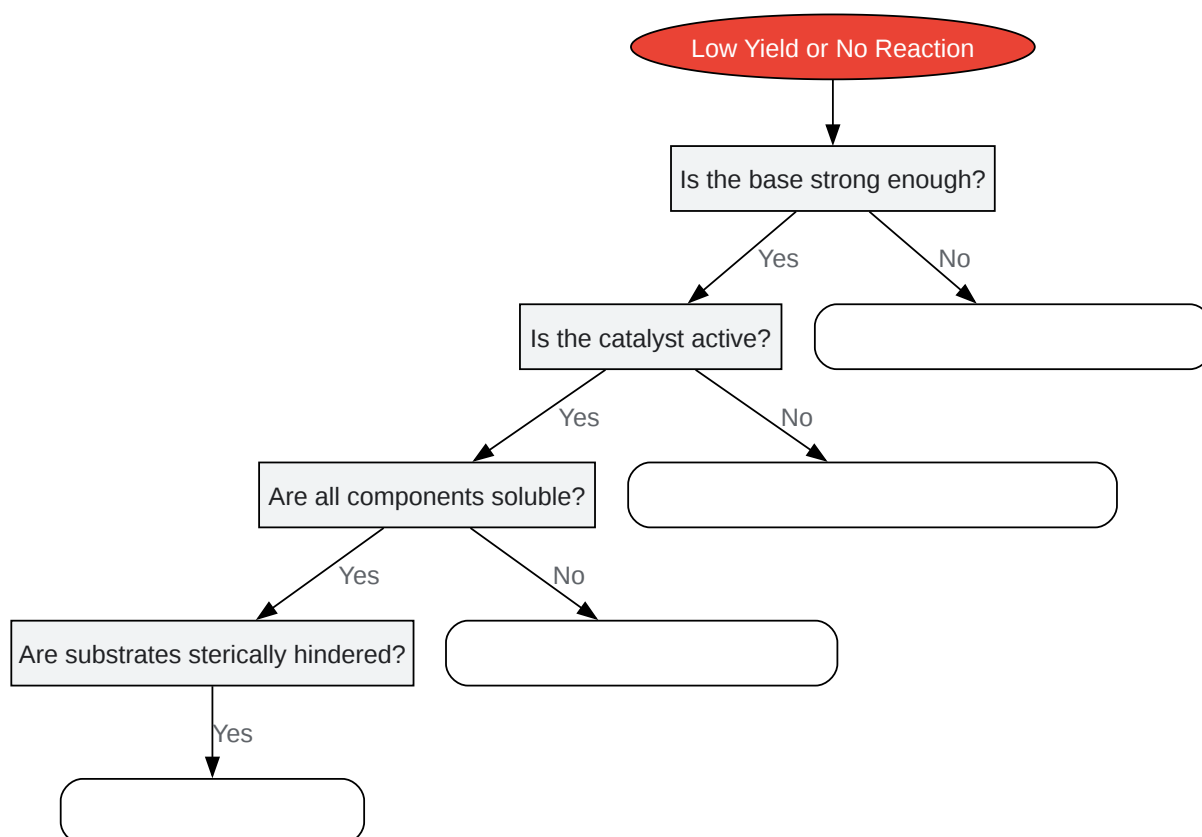 Low Yield or No Reaction
Is the base strong enough?
Yes
No
Is the catalyst active?
Yes
No
Are all components soluble?
Yes
No
Are substrates sterically hindered?
Yes